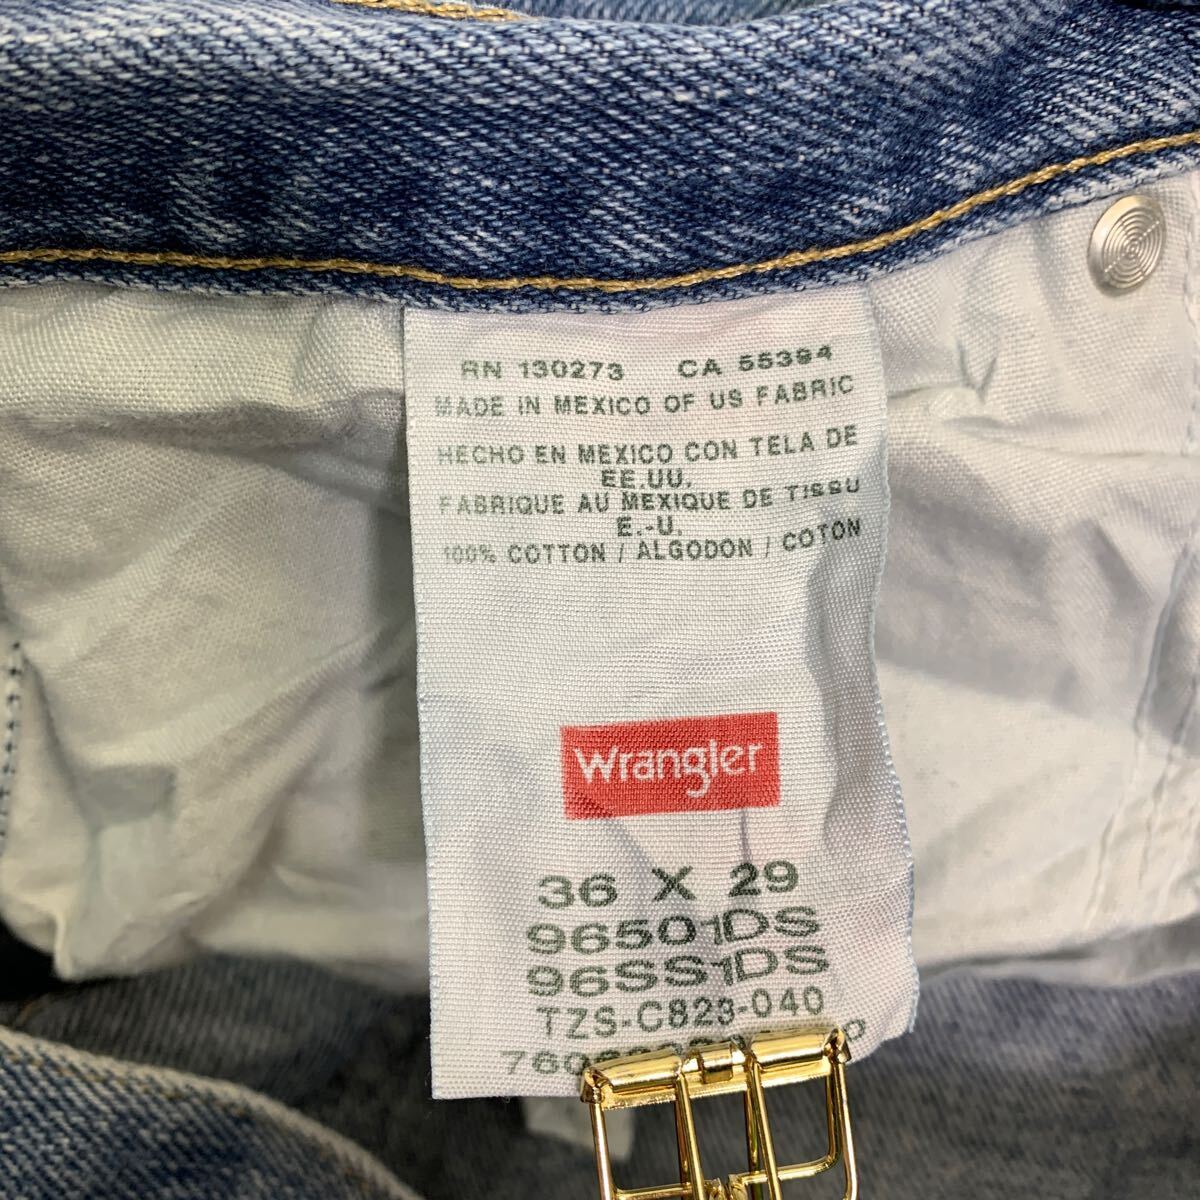 RN 130273 CA 55394
MADE IN MEXICO OF US FABRIC
HECHO EN MEXICO CON TELA DE
EE.UU.
FABRIQUE AU MEXIQUE DE TISSU
E.-U.
100% COTTON / ALGODON / COTON
Wrangler
36 X 29
96501DS
96SS1DS
TZS-C823-040